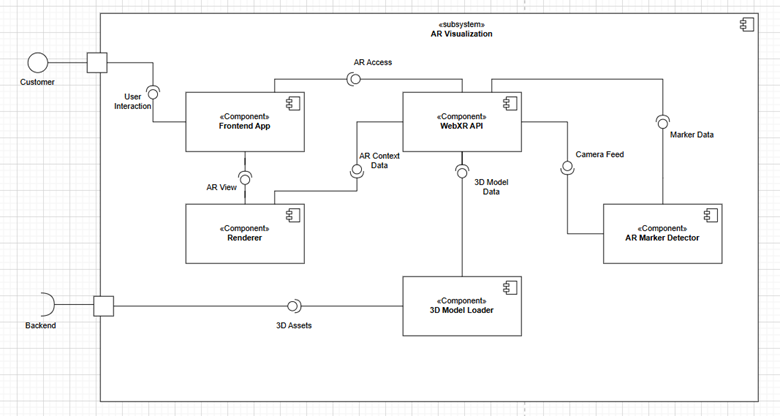 «subsystem»
AR Visualization
Customer
User
Interaction
AR Access
«Component»
Frontend App
«Component»
WebXR API
Marker Data
Camera Feed
AR Context
Data
3D Model
Data
AR View
«Component»
Renderer
«Component»
AR Marker Detector
«Component»
3D Model Loader
Backend
3D Assets